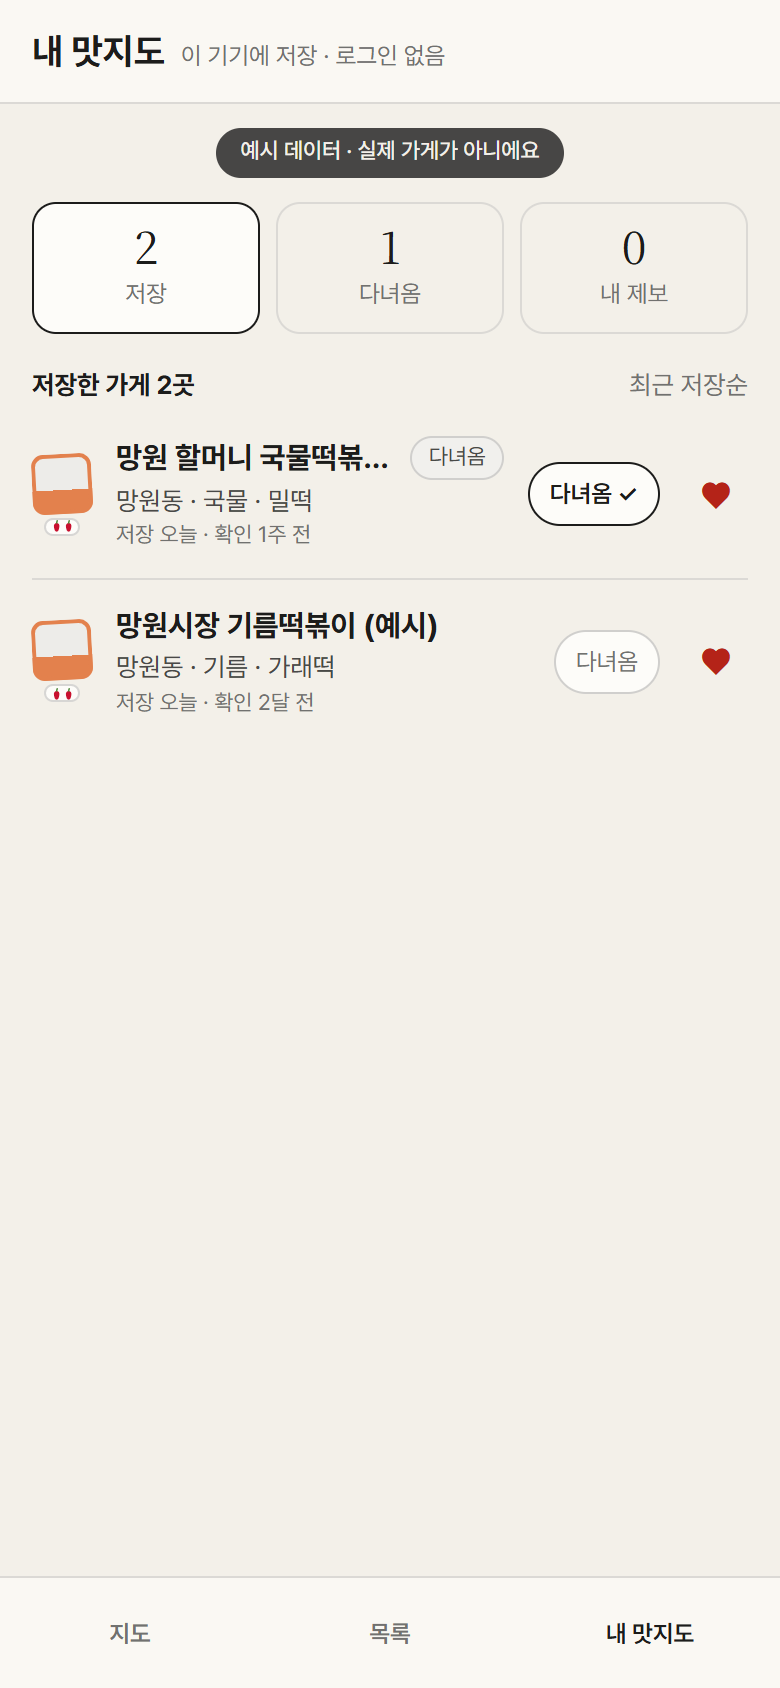 내 맛지도 이 기기에 저장 · 로그인 없음
예시 데이터 · 실제 가게가 아니에요
2 1 0
저장 다녀옴 내 제보
저장한 가게 2곳 최근 저장순
망원 할머니 국물떡볶... 다녀옴
망원동 · 국물 · 밀떡
저장 오늘 · 확인 1주 전
다녀옴 ✓
망원시장 기름떡볶이 (예시)
망원동 · 기름 · 가래떡
저장 오늘 · 확인 2달 전
다녀옴
지도 목록 내 맛지도